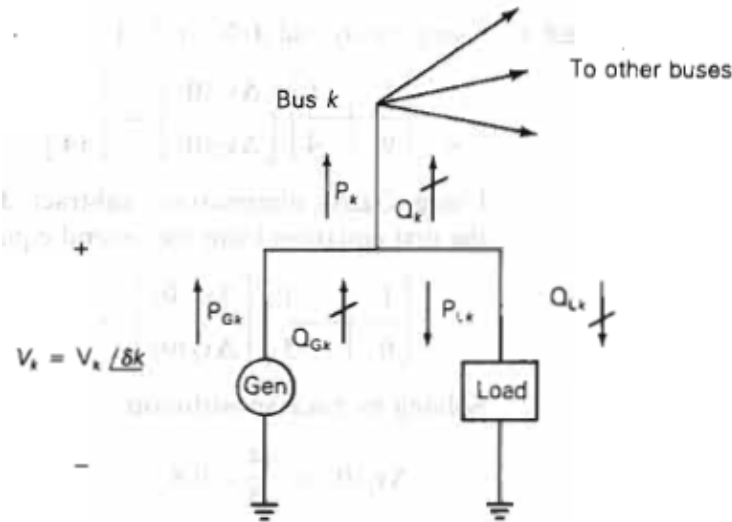 To other buses
Bus k
P_k
Q_k
+
P_Gk
Q_Gk
P_Lk
Q_Lk
V_k = V_k /δk
Gen
Load
−